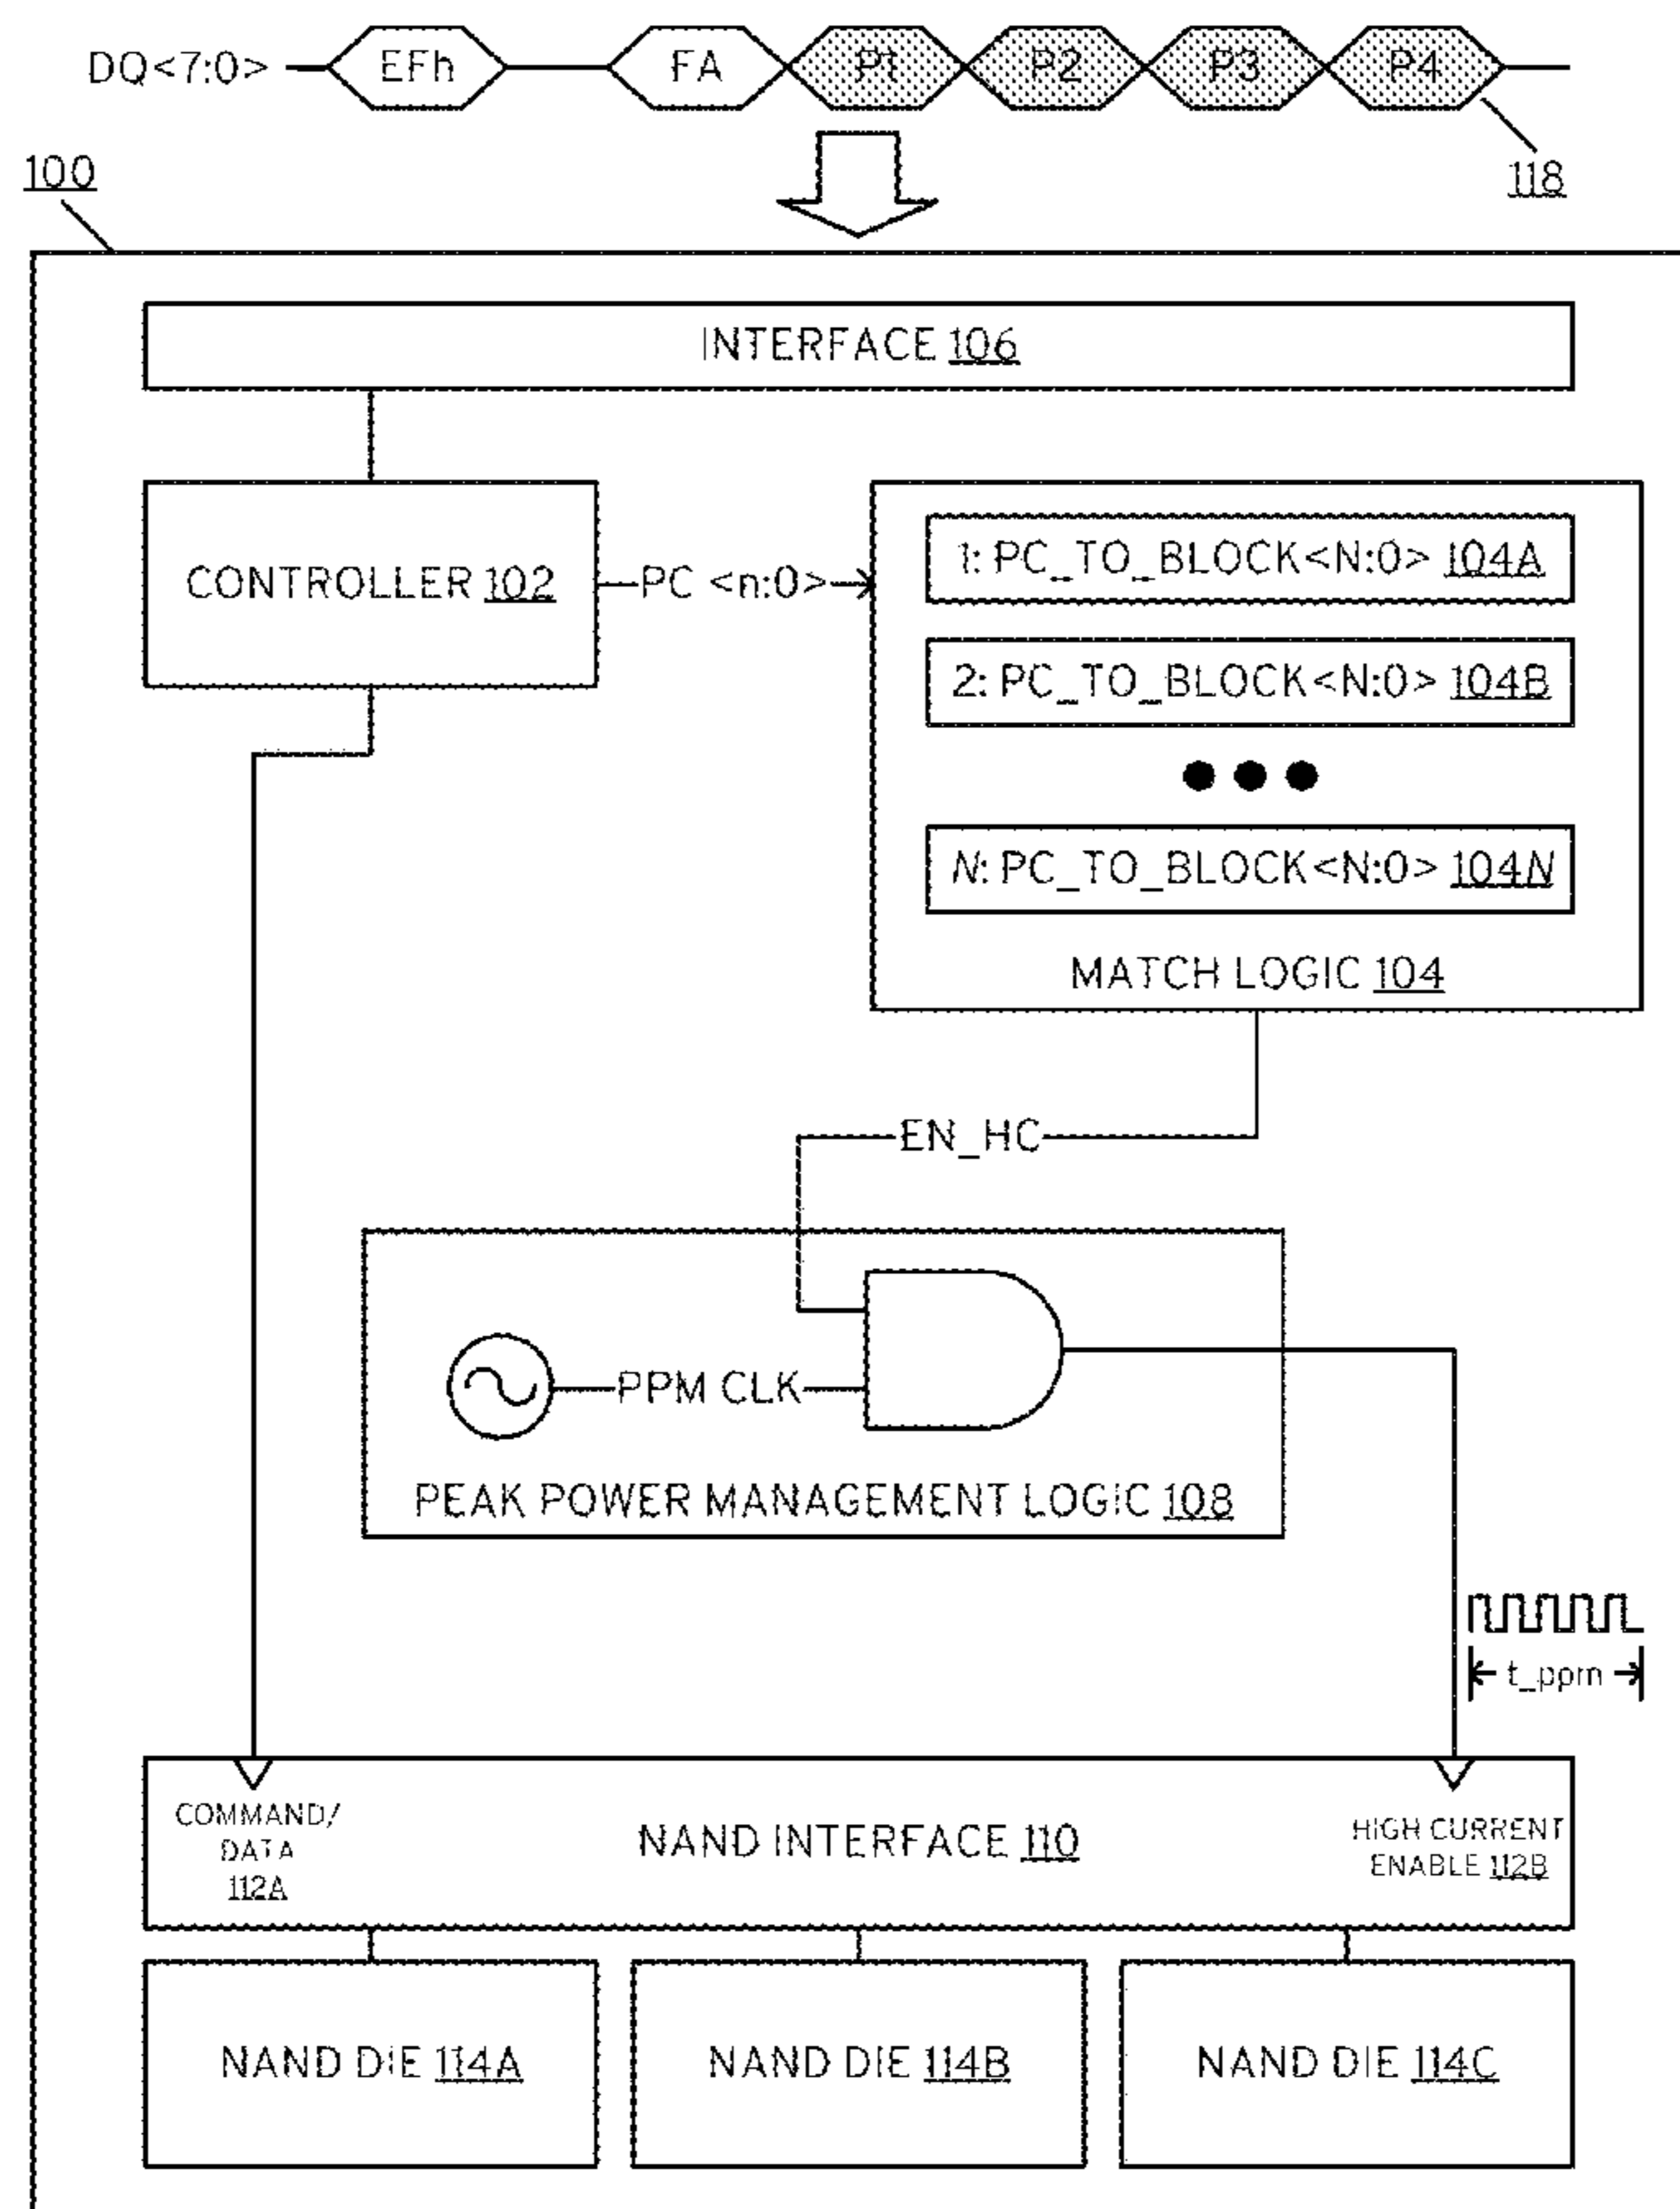 DQ<7:0> EFh FA P1 P2 P3 P4
118
100
INTERFACE 106
CONTROLLER 102
PC <n:0>
1: PC_TO_BLOCK<N:0> 104A
2: PC_TO_BLOCK<N:0> 104B
N: PC_TO_BLOCK<N:0> 104N
MATCH LOGIC 104
EN_HC
PPM CLK
PEAK POWER MANAGEMENT LOGIC 108
t_ppm
COMMAND/
DATA
112A
NAND INTERFACE 110
HIGH CURRENT
ENABLE 112B
NAND DIE 114A
NAND DIE 114B
NAND DIE 114C